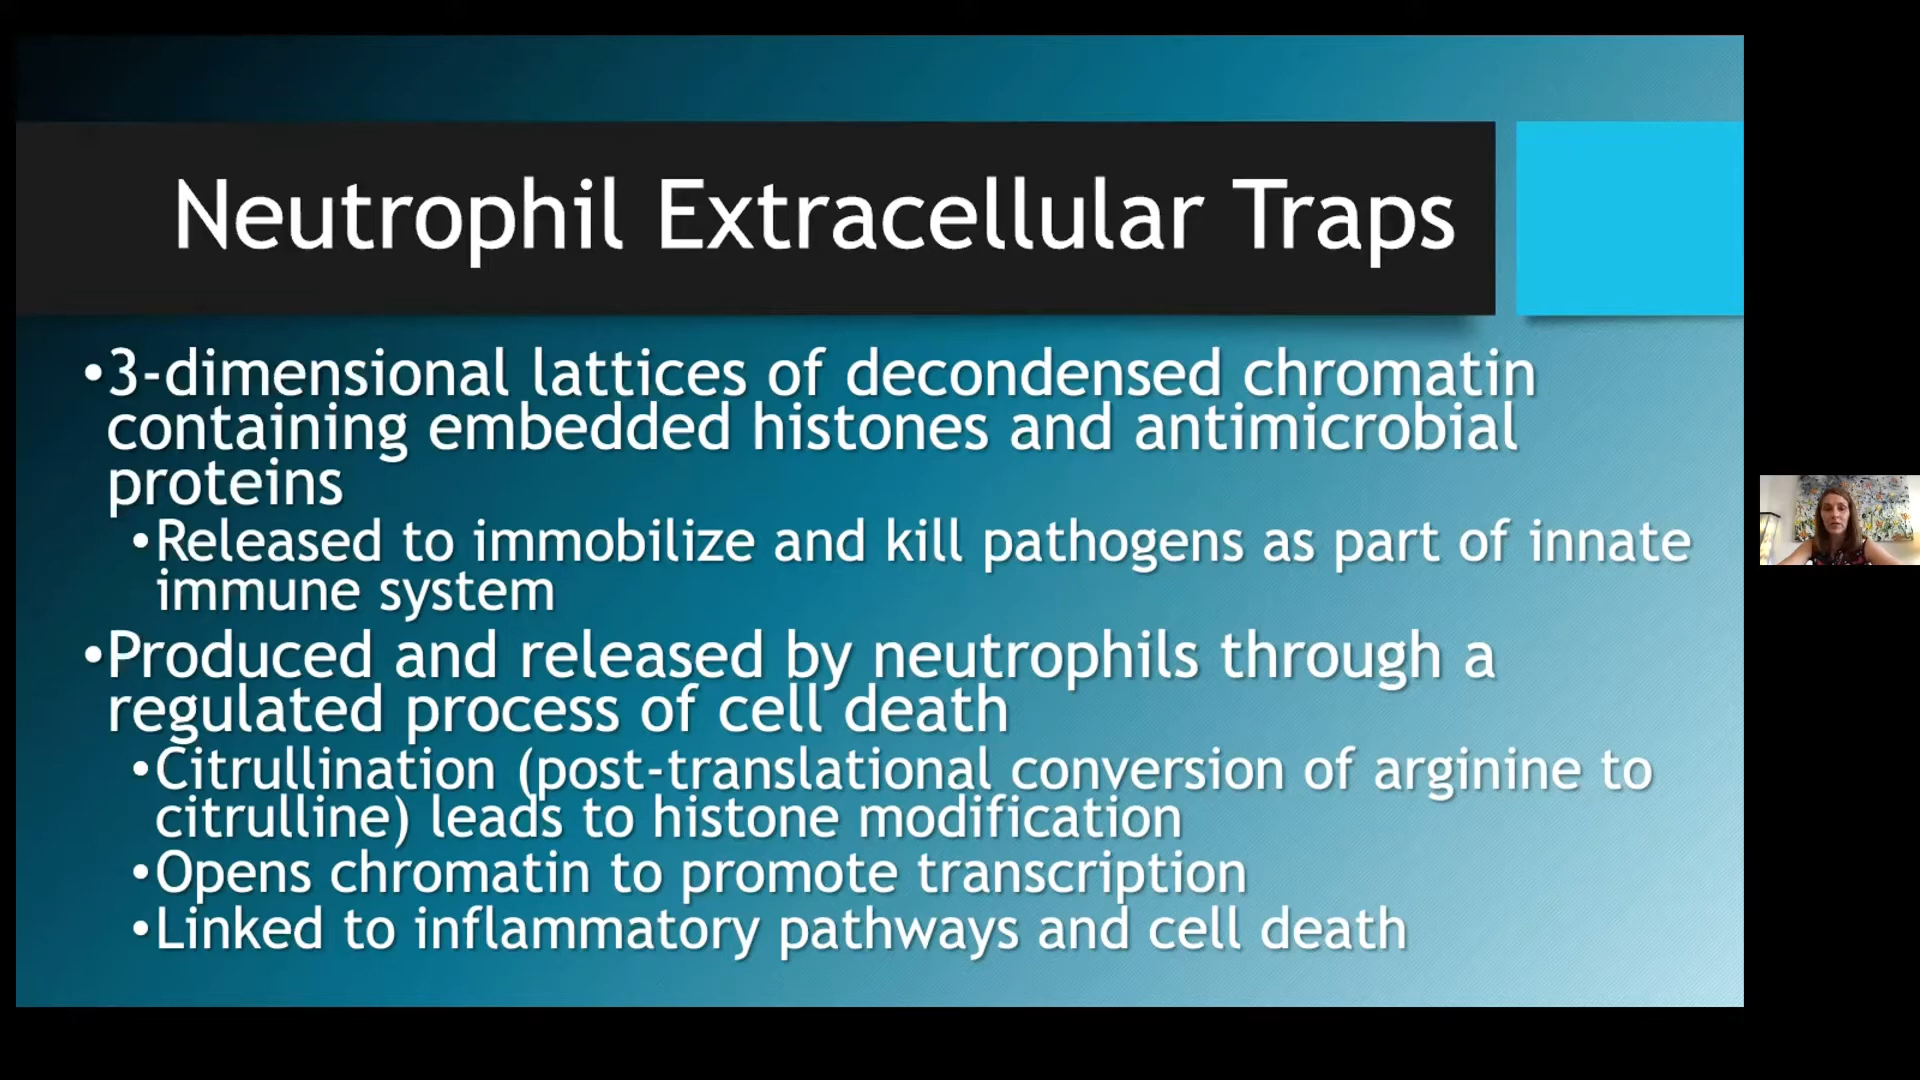 Neutrophil Extracellular Traps
•3-dimensional lattices of decondensed chromatin
containing embedded histones and antimicrobial
proteins
•Released to immobilize and kill pathogens as part of innate
immune system
•Produced and released by neutrophils through a
regulated process of cell death
•Citrullination (post-translational conversion of arginine to
citrulline) leads to histone modification
•Opens chromatin to promote transcription
•Linked to inflammatory pathways and cell death